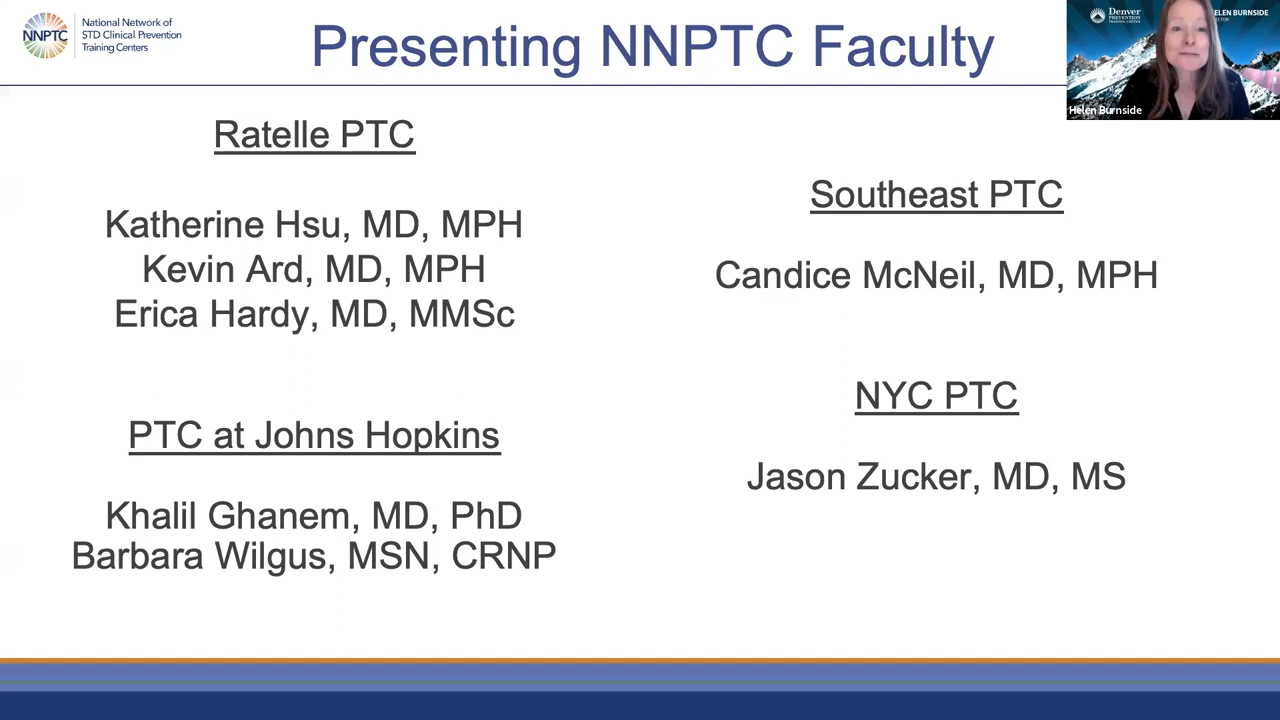 NNPTC
National Network of
STD Clinical Prevention
Training Centers
Presenting NNPTC Faculty
Denver
PREVENTION
TRAINING CENTER
ELEN BURNSIDE
Helen Burnside
Ratelle PTC
Katherine Hsu, MD, MPH
Kevin Ard, MD, MPH
Erica Hardy, MD, MMSc
PTC at Johns Hopkins
Khalil Ghanem, MD, PhD
Barbara Wilgus, MSN, CRNP
Southeast PTC
Candice McNeil, MD, MPH
NYC PTC
Jason Zucker, MD, MS